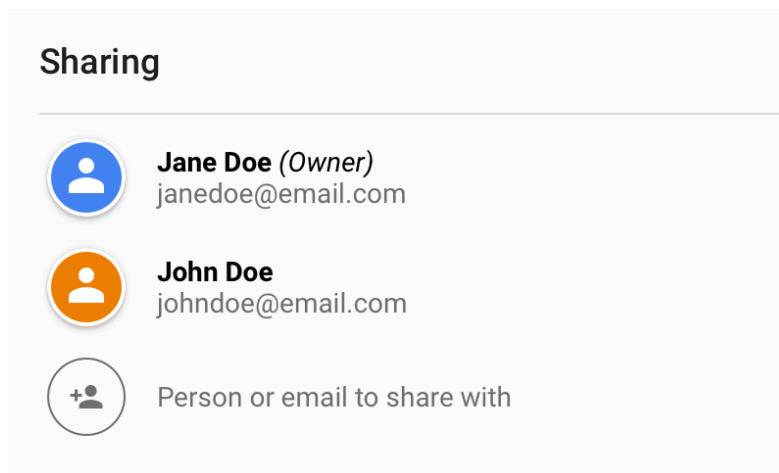 Sharing
Jane Doe (Owner)
janedoe@email.com
John Doe
johndoe@email.com
Person or email to share with